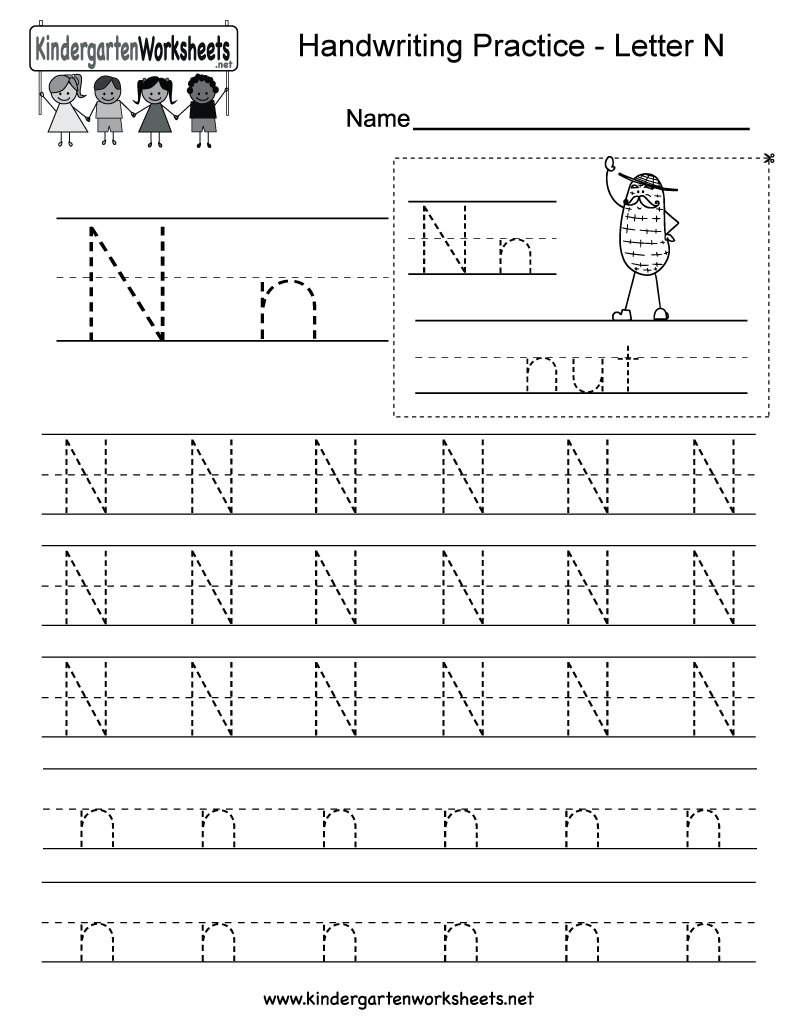 KindergartenWorksheets
.net
Handwriting Practice - Letter N
Name
N n
N n
nut
N N N N N N
N N N N N N
N N N N N N
n n n n n n
n n n n n n
www.kindergartenworksheets.net